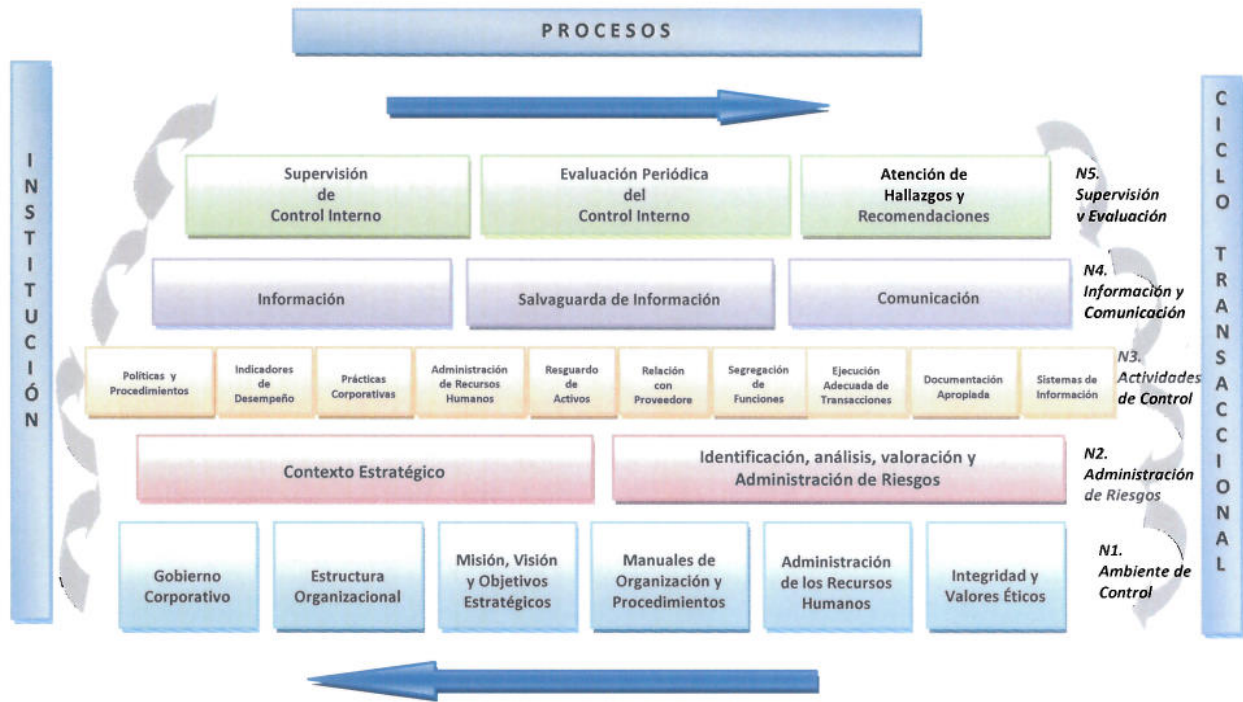 PROCESOS
INSTITUCIÓN
CICLO TRANSACCIONAL
Supervisión
de
Control Interno
Evaluación Periódica
del
Control Interno
Atención de
Hallazgos y
Recomendaciones
N5.
Supervisión
v Evaluación
Información
Salvaguarda de Información
Comunicación
N4.
Información y
Comunicación
Políticas y
Procedimientos
Indicadores
de
Desempeño
Prácticas
Corporativas
Administración
de Recursos
Humanos
Resguardo
de
Activos
Relación
con
Proveedore
Segregación
de
Funciones
Ejecución
Adecuada de
Transacciones
Documentación
Apropiada
Sistemas de
Información
N3.
Actividades
de Control
Contexto Estratégico
Identificación, análisis, valoración y
Administración de Riesgos
N2.
Administración
de Riesgos
Gobierno
Corporativo
Estructura
Organizacional
Misión, Visión
y Objetivos
Estratégicos
Manuales de
Organización y
Procedimientos
Administración
de los Recursos
Humanos
Integridad y
Valores Éticos
N1.
Ambiente de
Control